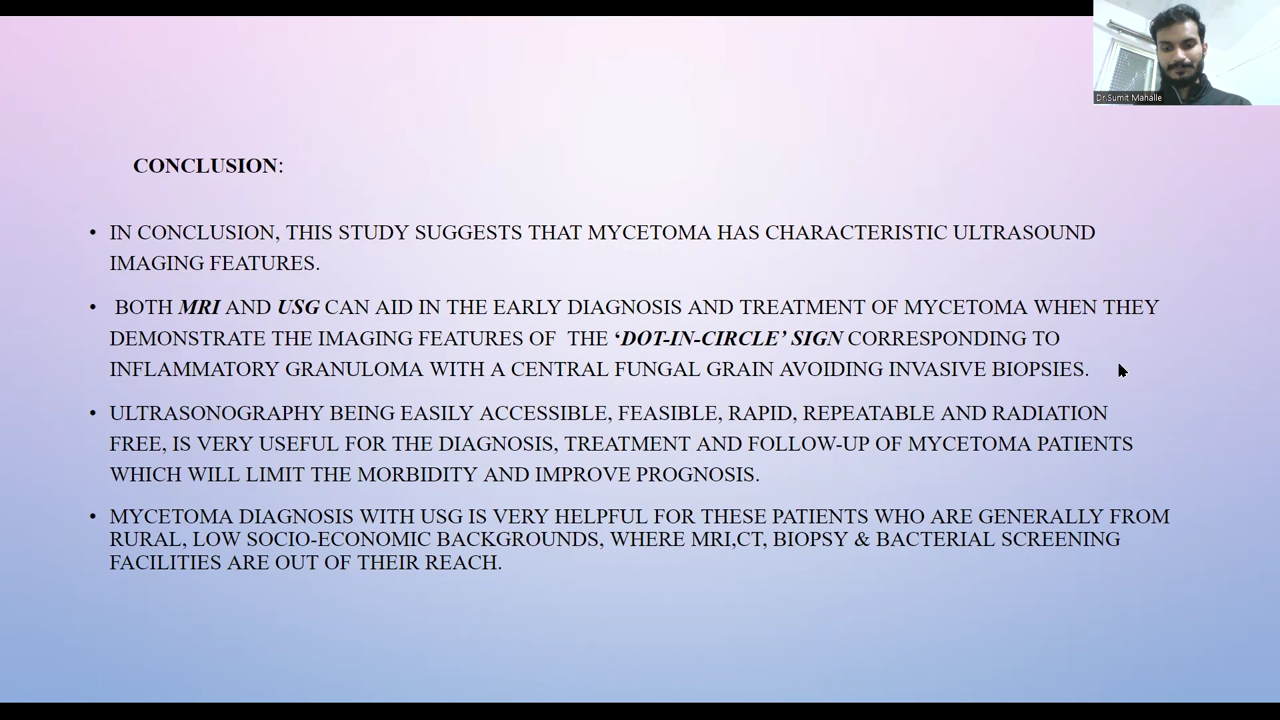 Dr.Sumit Mahalle
CONCLUSION:
• IN CONCLUSION, THIS STUDY SUGGESTS THAT MYCETOMA HAS CHARACTERISTIC ULTRASOUND
IMAGING FEATURES.
• BOTH MRI AND USG CAN AID IN THE EARLY DIAGNOSIS AND TREATMENT OF MYCETOMA WHEN THEY
DEMONSTRATE THE IMAGING FEATURES OF THE ‘DOT-IN-CIRCLE’ SIGN CORRESPONDING TO
INFLAMMATORY GRANULOMA WITH A CENTRAL FUNGAL GRAIN AVOIDING INVASIVE BIOPSIES.
• ULTRASONOGRAPHY BEING EASILY ACCESSIBLE, FEASIBLE, RAPID, REPEATABLE AND RADIATION
FREE, IS VERY USEFUL FOR THE DIAGNOSIS, TREATMENT AND FOLLOW-UP OF MYCETOMA PATIENTS
WHICH WILL LIMIT THE MORBIDITY AND IMPROVE PROGNOSIS.
• MYCETOMA DIAGNOSIS WITH USG IS VERY HELPFUL FOR THESE PATIENTS WHO ARE GENERALLY FROM
RURAL, LOW SOCIO-ECONOMIC BACKGROUNDS, WHERE MRI,CT, BIOPSY & BACTERIAL SCREENING
FACILITIES ARE OUT OF THEIR REACH.